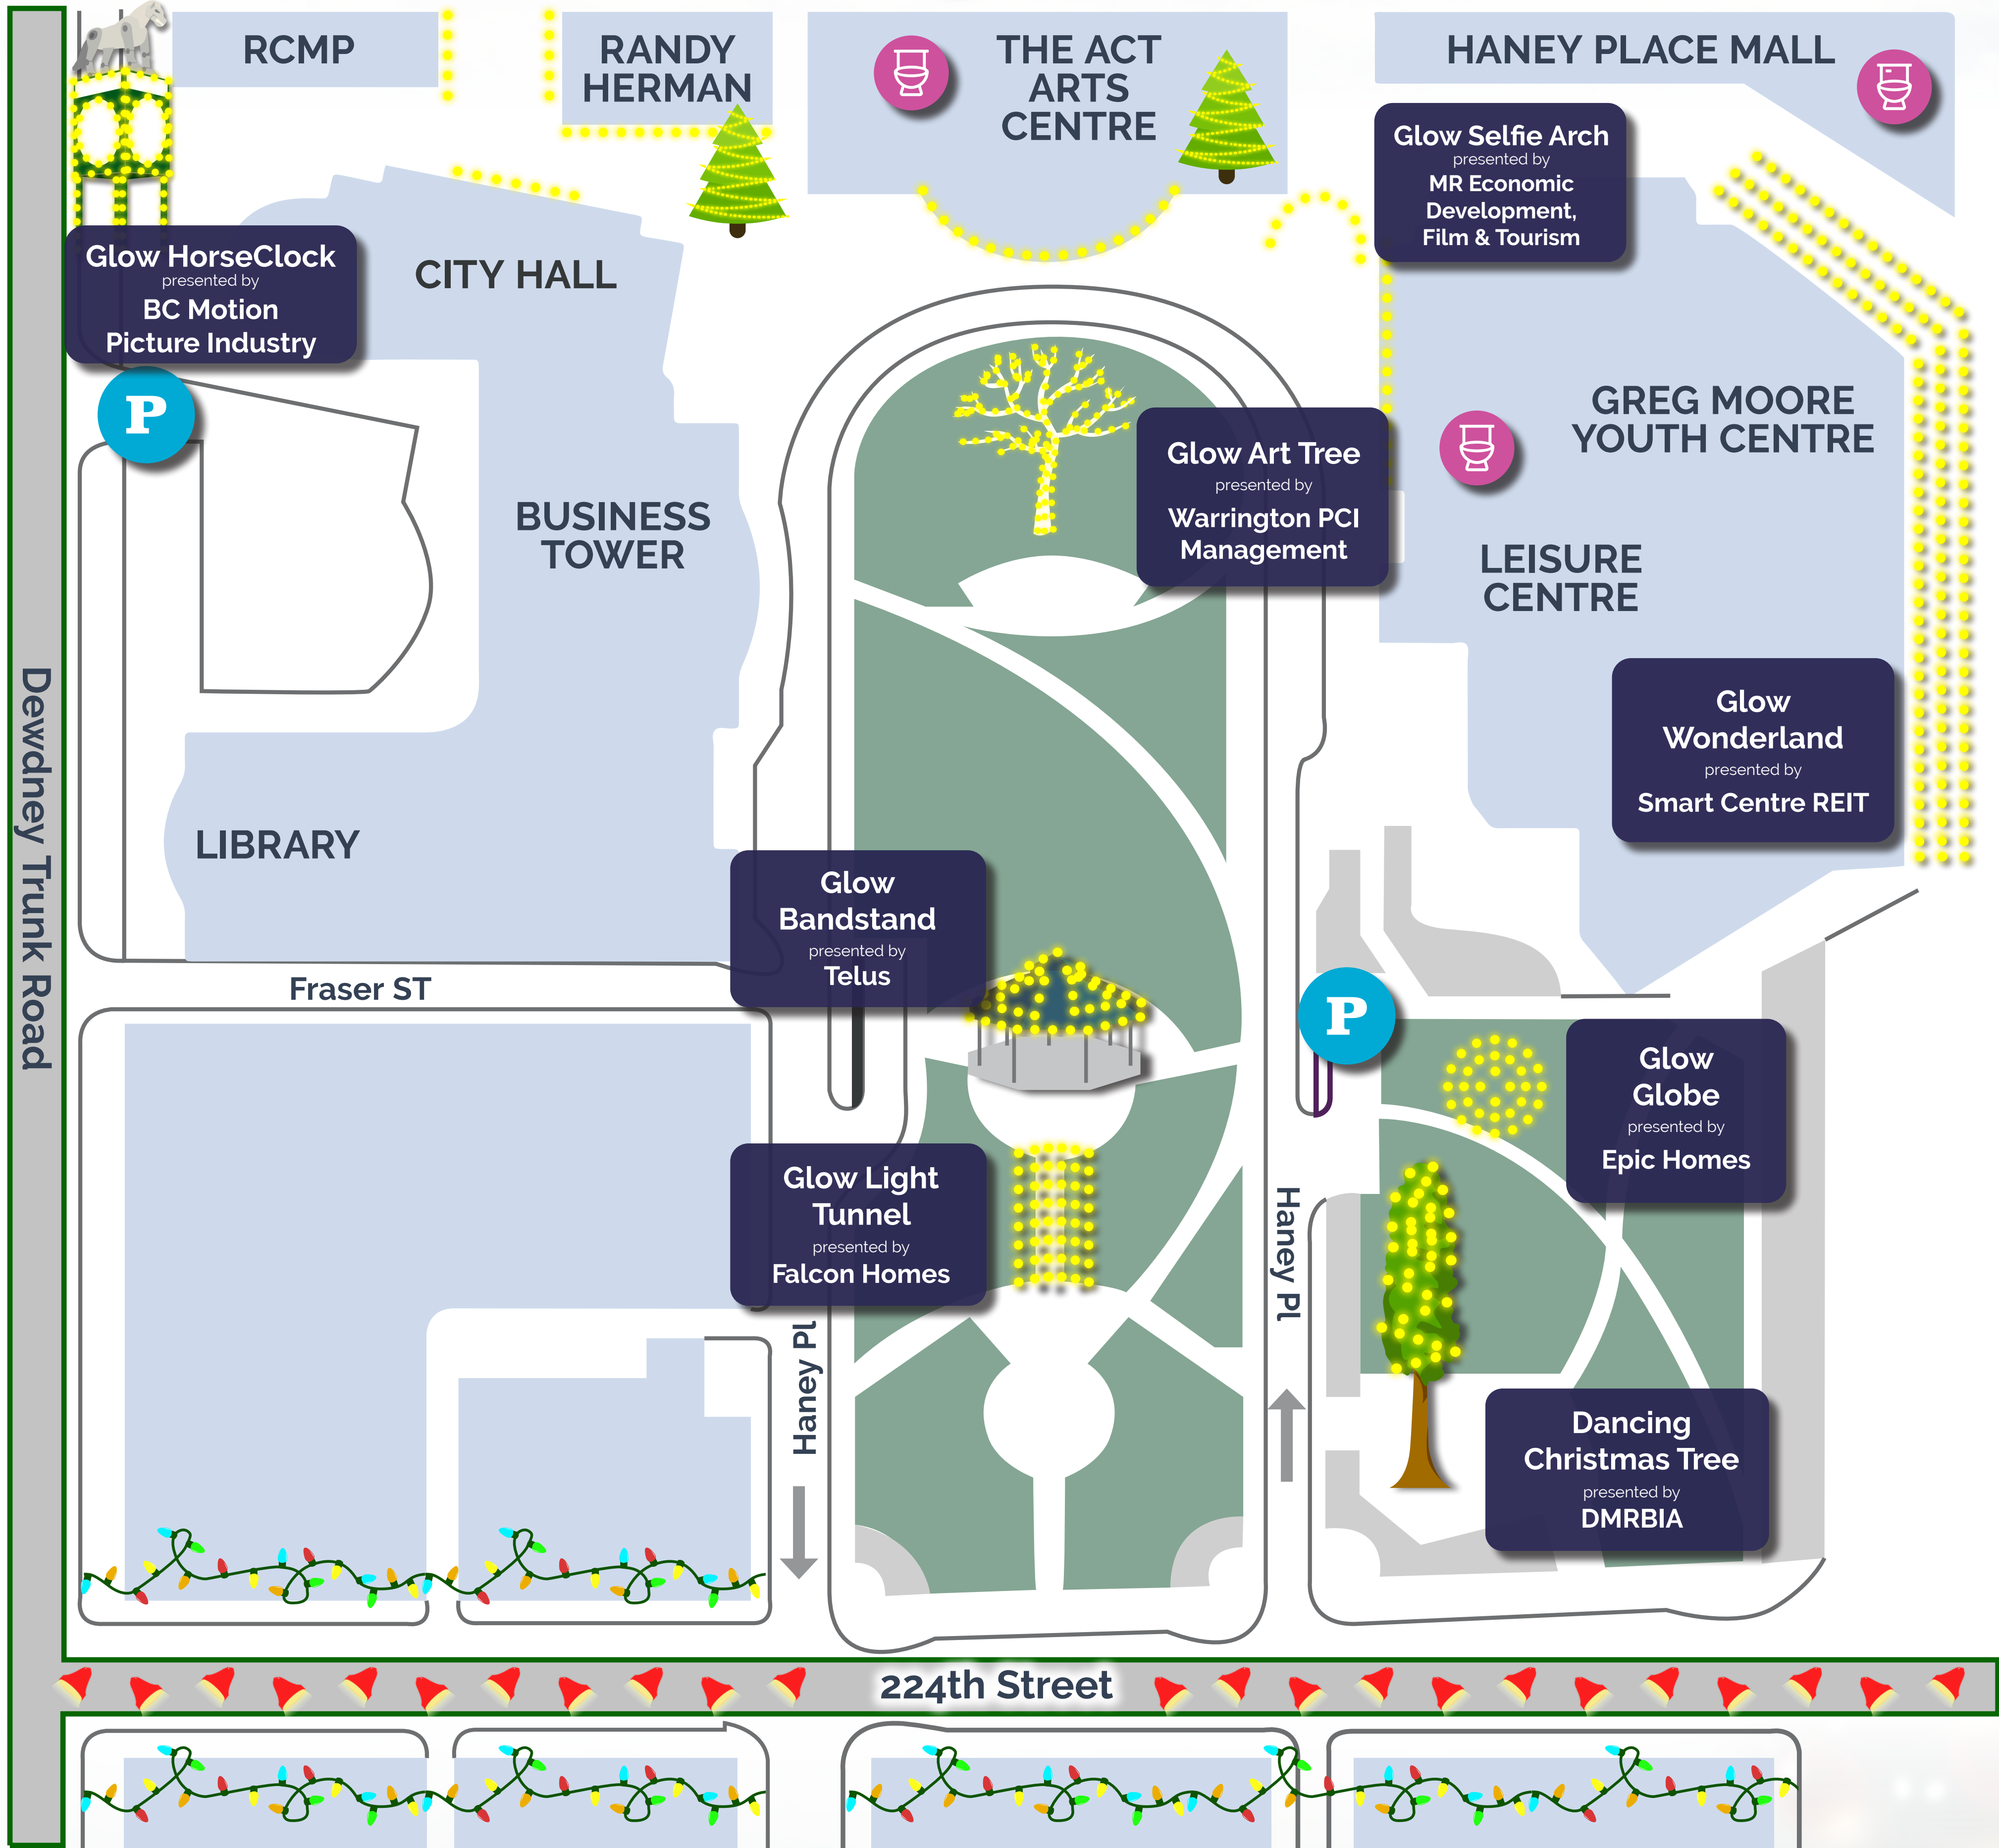 RCMP
RANDY
HERMAN
THE ACT
ARTS
CENTRE
HANEY PLACE MALL
Glow Selfie Arch
presented by
MR Economic
Development,
Film & Tourism
Glow HorseClock
presented by
BC Motion
Picture Industry
CITY HALL
P
GREG MOORE
YOUTH CENTRE
Glow Art Tree
presented by
Warrington PCI
Management
BUSINESS
TOWER
LEISURE
CENTRE
Dewdney Trunk Road
Glow
Wonderland
presented by
Smart Centre REIT
LIBRARY
Glow
Bandstand
presented by
Telus
Fraser ST
P
Glow
Globe
presented by
Epic Homes
Glow Light
Tunnel
presented by
Falcon Homes
Haney Pl
Haney Pl
Dancing
Christmas Tree
presented by
DMRBIA
224th Street